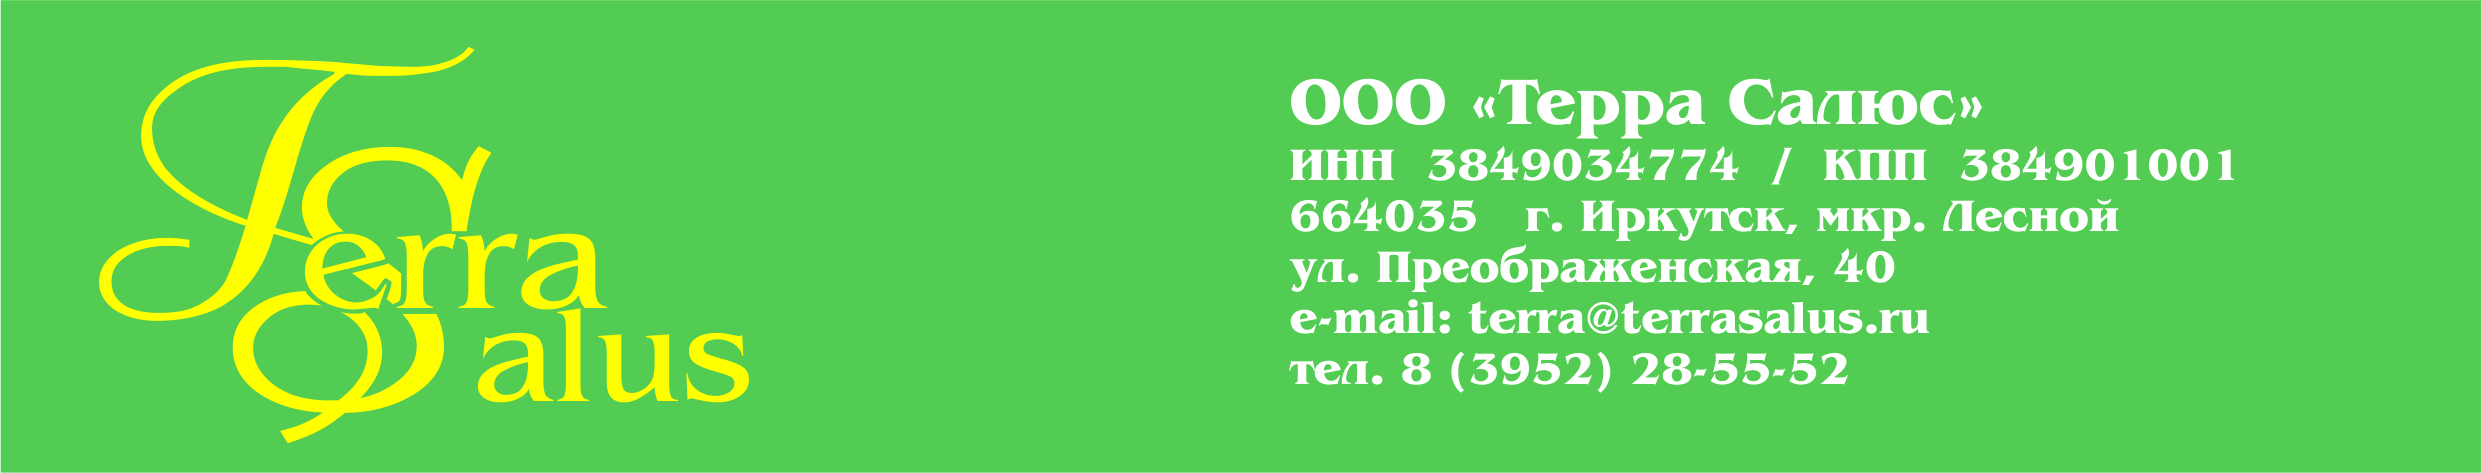 Terra
Salus
ООО «Терра Салюс»
ИНН 3849034774 / КПП 384901001
664035 г. Иркутск, мкр. Лесной
ул. Преображенская, 40
e-mail: terra@terrasalus.ru
тел. 8 (3952) 28-55-52